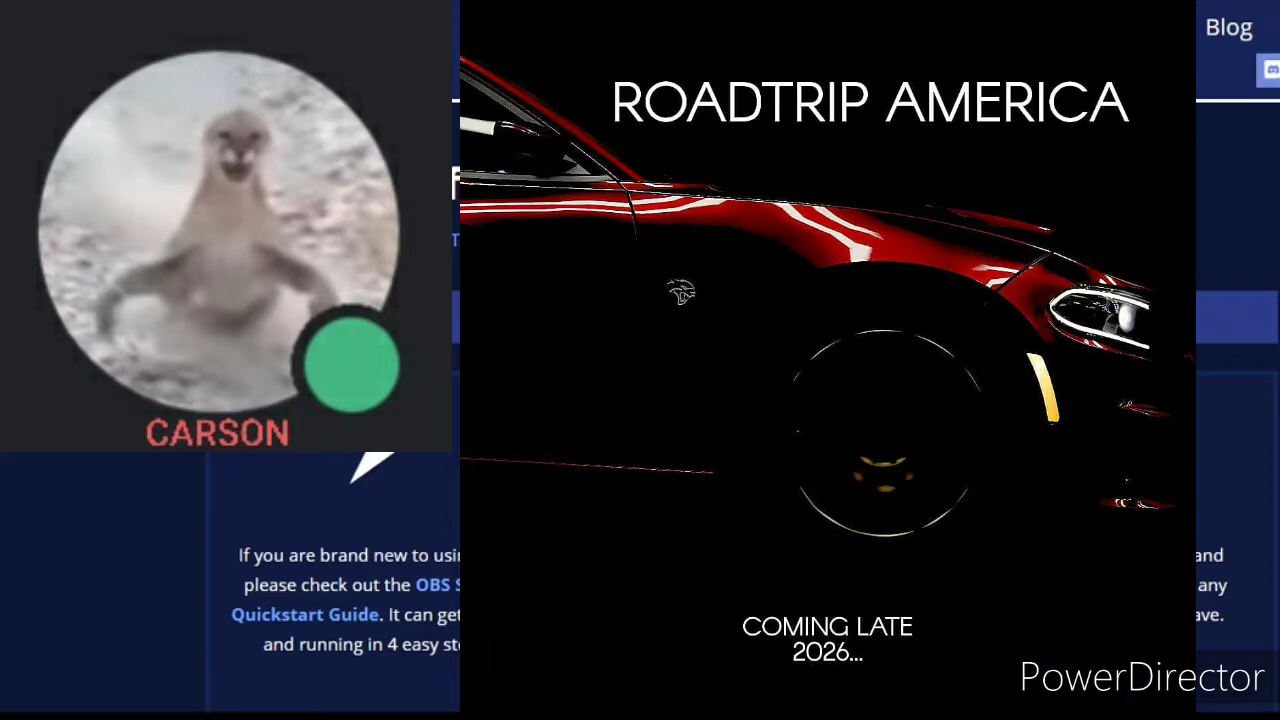 Blog
ROADTRIP AMERICA
CARSON
If you are brand new to usi
and
please check out the OBS S
any
Quickstart Guide. It can get
ave.
and running in 4 easy st
COMING LATE
2026...
PowerDirector